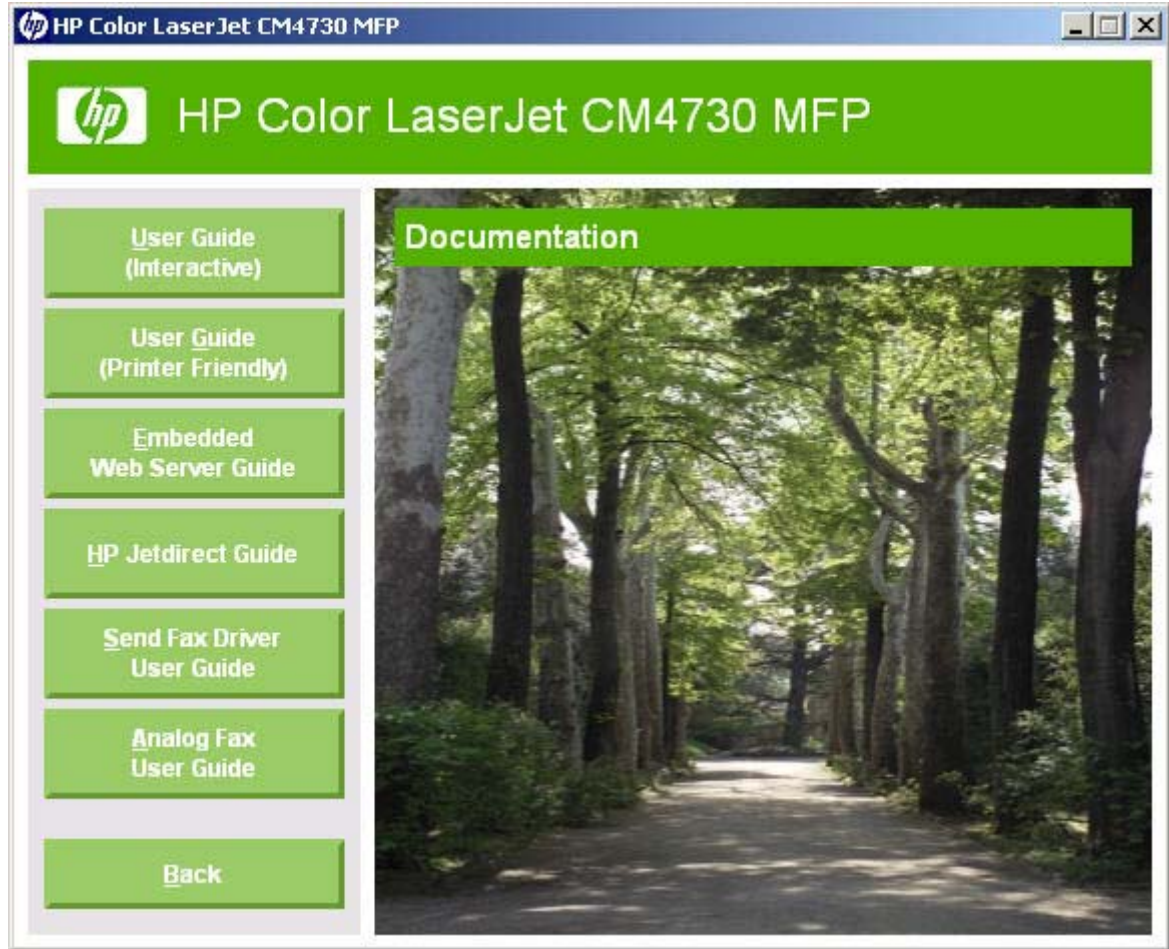 HP Color LaserJet CM4730 MFP
hp HP Color LaserJet CM4730 MFP
User Guide
(Interactive)
User Guide
(Printer Friendly)
Embedded
Web Server Guide
HP Jetdirect Guide
Send Fax Driver
User Guide
Analog Fax
User Guide
Back
Documentation